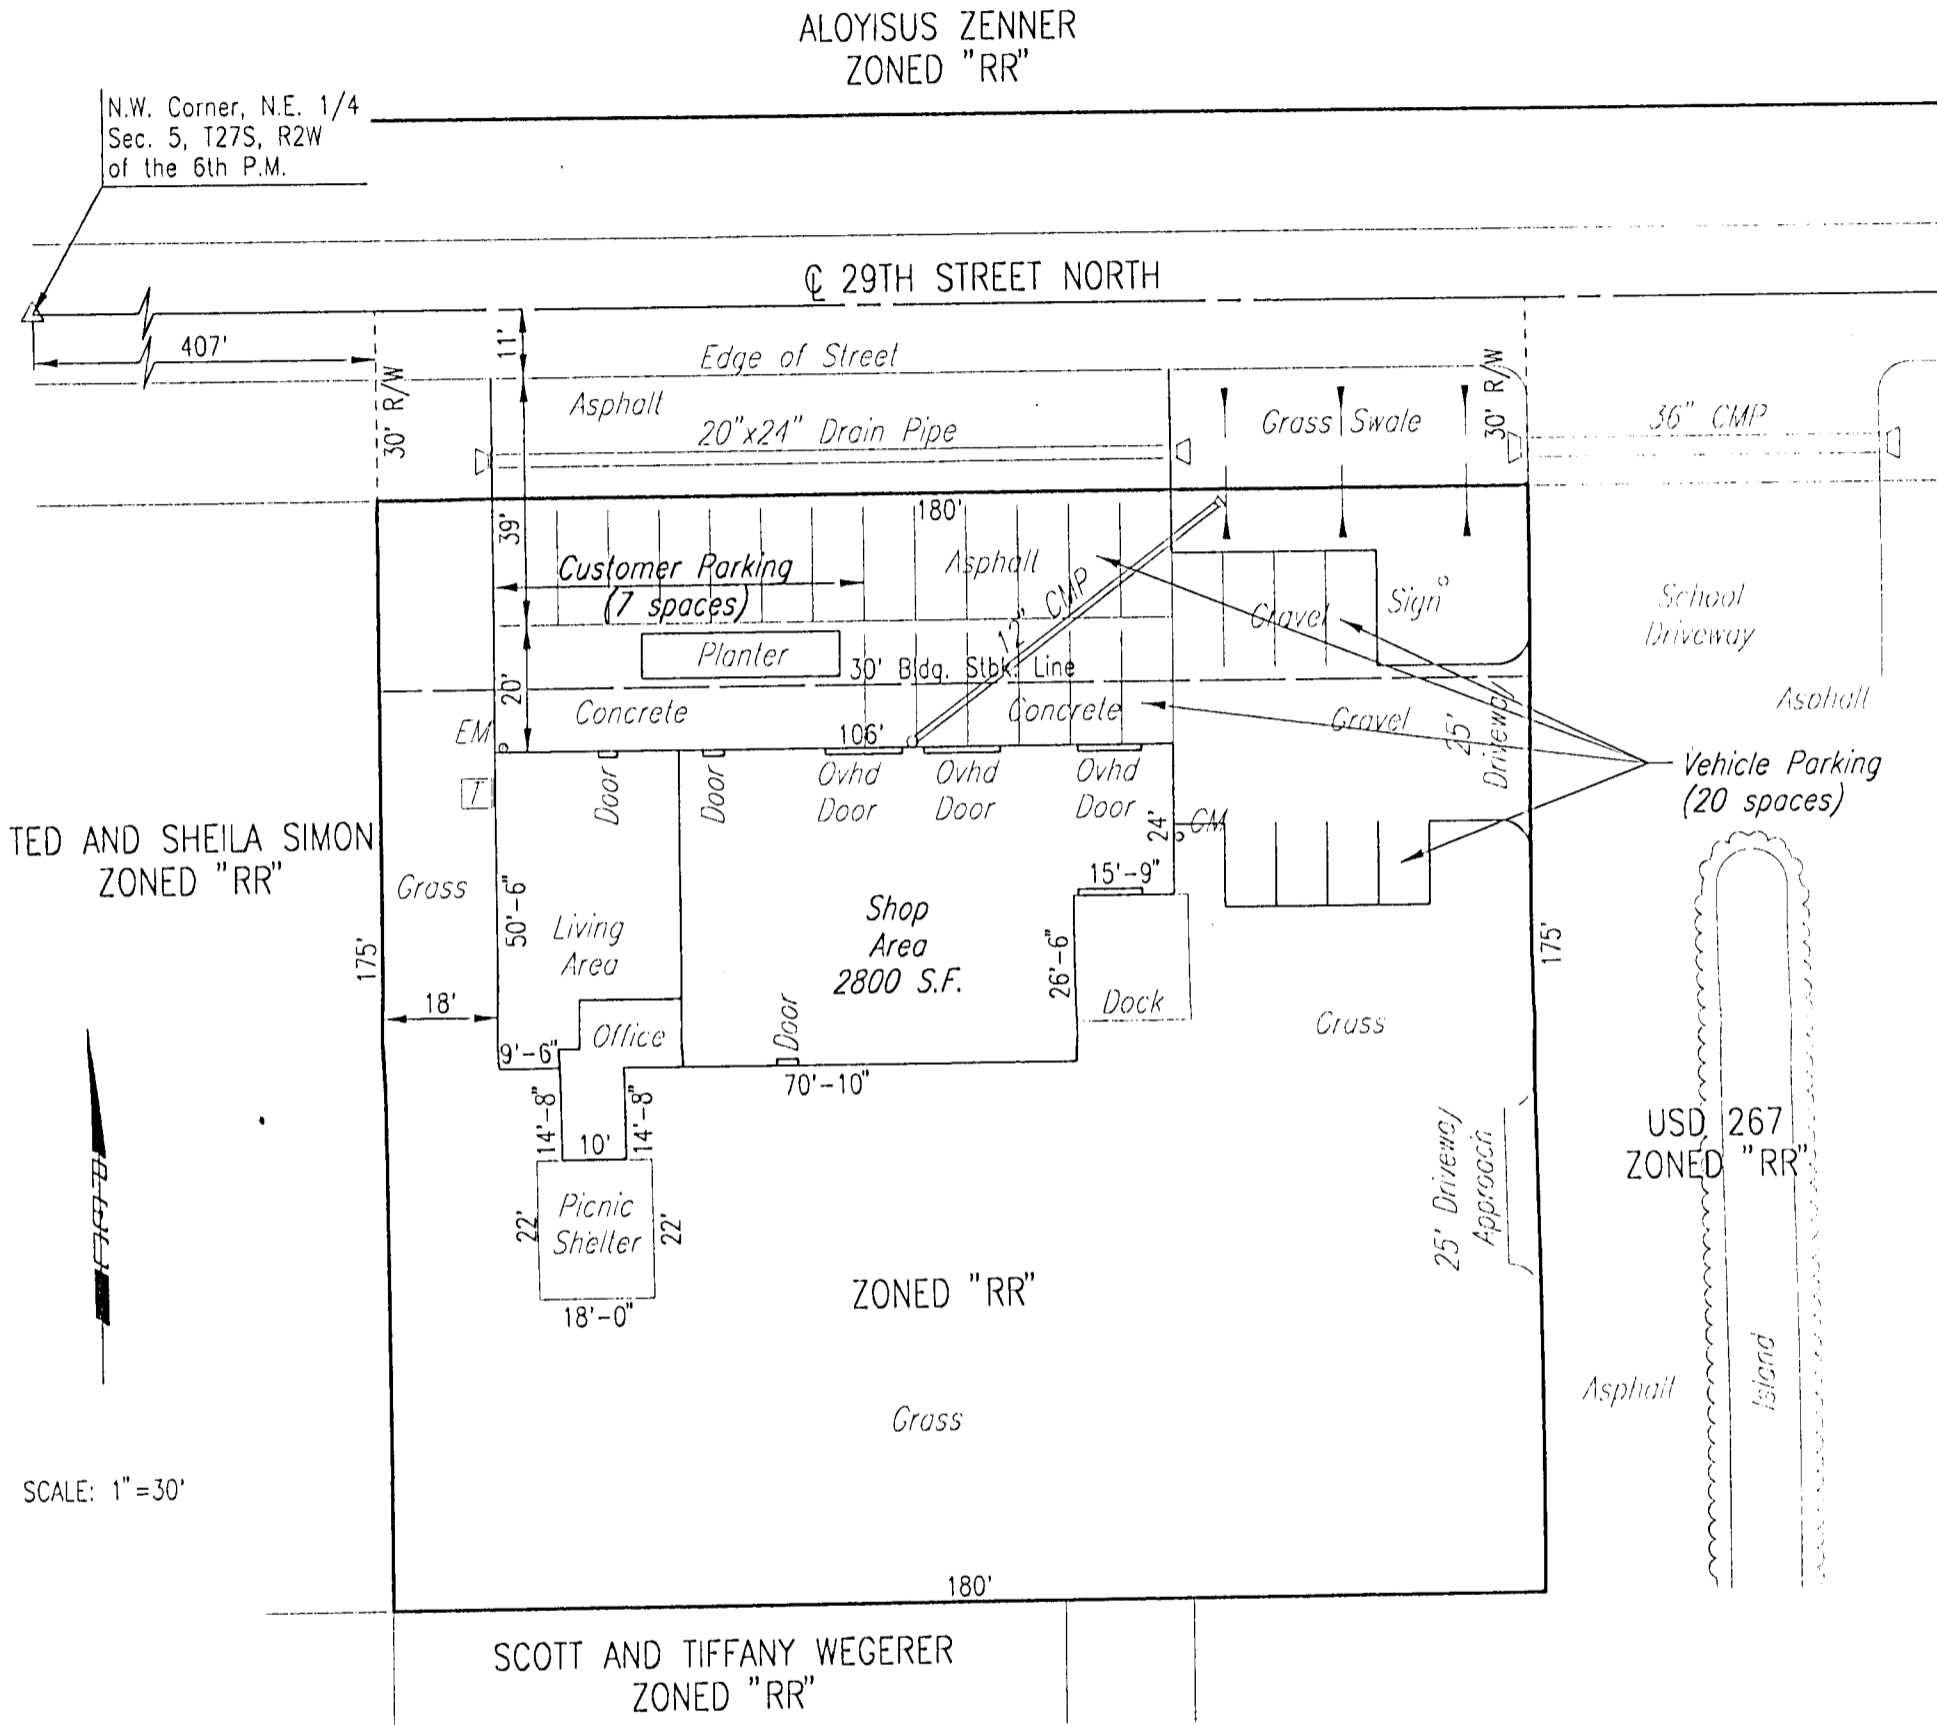 ALOYISUS ZENNER
ZONED "RR"
N.W. Corner, N.E. 1/4
Sec. 5, T27S, R2W
of the 6th P.M.
℄ 29TH STREET NORTH
407'
11'
Edge of Street
30' R/W
30' R/W
Asphalt
20"x24" Drain Pipe
Grass Swale
36" CMP
180'
39'
Customer Parking
(7 spaces)
Asphalt
12" CMP
Gravel
Sign
School
Driveway
Planter
30' Bldg. Stbk. Line
20'
Concrete
Concrete
Gravel
25'
Driveway
Asphalt
EM
106'
T
Door
Door
Ovhd
Door
Ovhd
Door
Ovhd
Door
Vehicle Parking
(20 spaces)
24'
GM
TED AND SHEILA SIMON
ZONED "RR"
Grass
15'-9"
50'-6"
Living
Area
Shop
Area
2800 S.F.
26'-6"
175'
175'
18'
Dock
Grass
Office
Door
9'-6"
70'-10"
14'-8"
14'-8"
10'
USD 267
ZONED "RR"
25' Driveway
Approach
Picnic
Shelter
22'
22'
18'-0"
ZONED "RR"
Asphalt
Island
Grass
SCALE: 1"=30'
180'
SCOTT AND TIFFANY WEGERER
ZONED "RR"